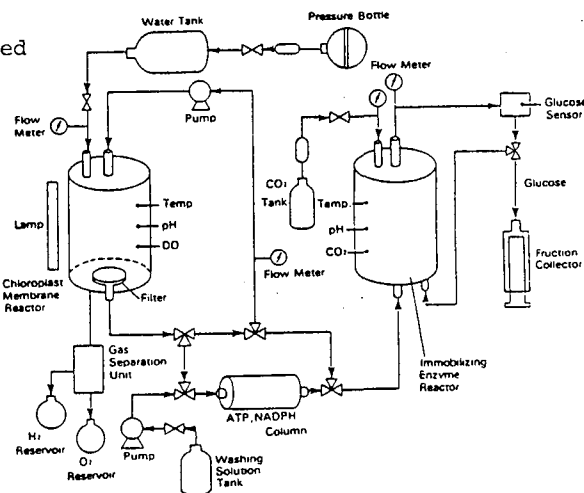 ed
Water Tank
Pressure Bottle
Flow Meter
Flow
Meter
Pump
Glucose
Sensor
CO2
Tank
Temp
pH
DO
Temp.
pH
CO2
Glucose
Lamp
Fruction
Collector
Flow Meter
Chloroplast
Membrane
Reactor
Filter
Gas
Separation
Unit
Immobilizing
Enzyme
Reactor
ATP, NADPH
Column
H2
Reservoir
O2
Reservoir
Pump
Washing
Solution
Tank